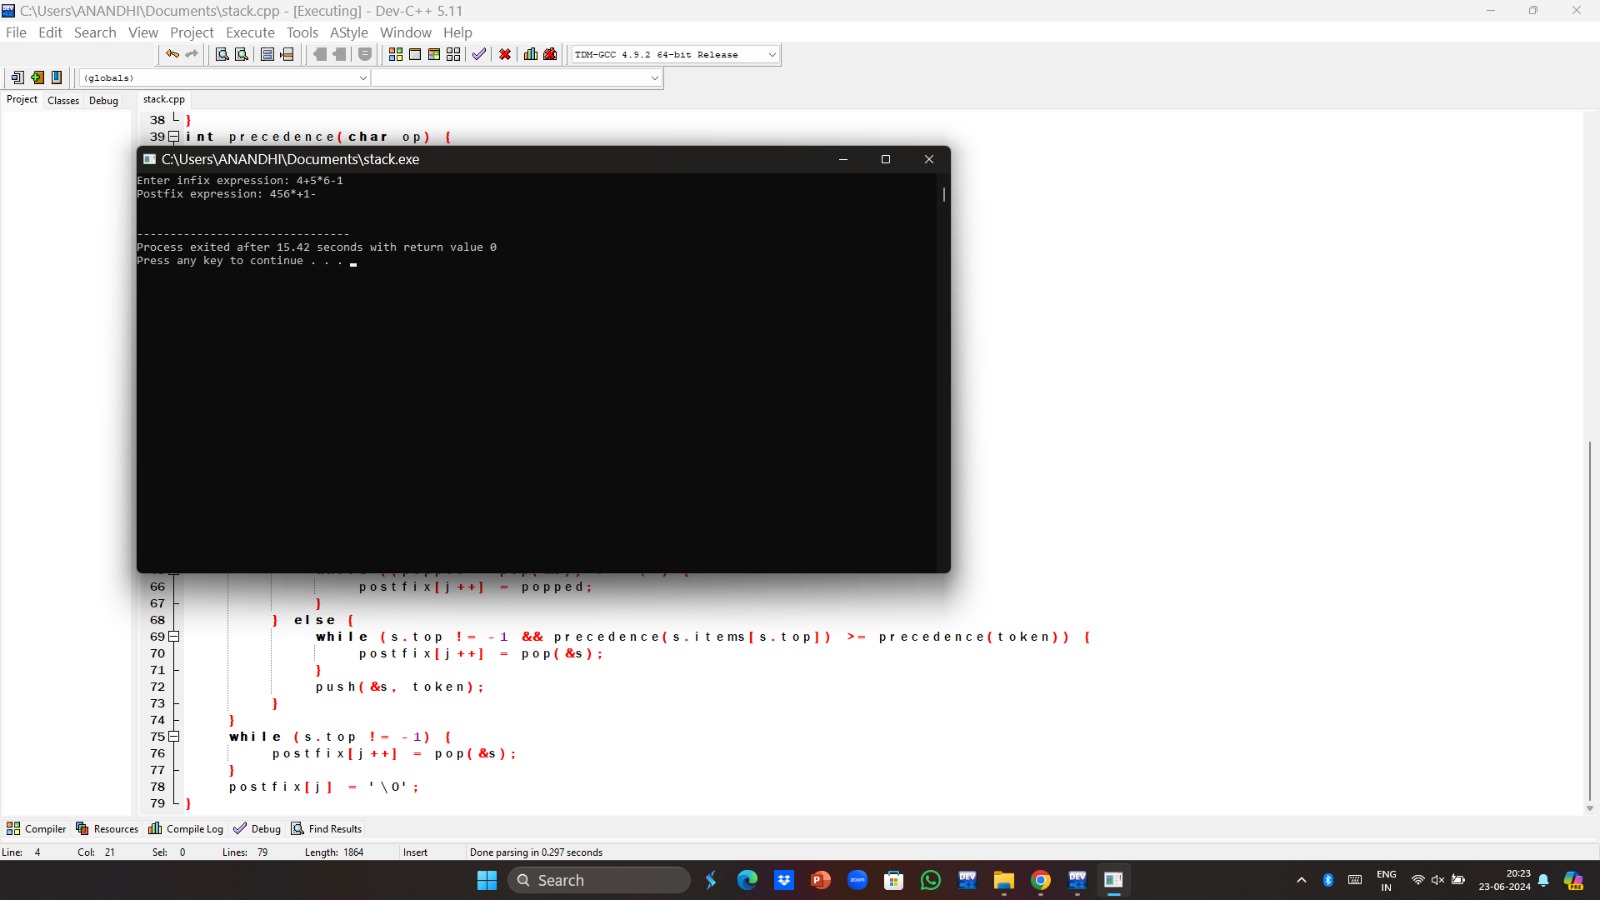 C:\Users\ANANDHI\Documents\stack.cpp - [Executing] - Dev-C++ 5.11
File Edit Search View Project Execute Tools AStyle Window Help
TDM-GCC 4.9.2 64-bit Release
(globals)
Project Classes Debug stack.cpp
38 }
39 int precedence(char op) {
C:\Users\ANANDHI\Documents\stack.exe
Enter infix expression: 4+5*6-1
Postfix expression: 456*+1-
--------------------------------
Process exited after 15.42 seconds with return value 0
Press any key to continue . . .
66 postfix[j++] = popped;
67 }
68 } else {
69 while (s.top != -1 && precedence(s.items[s.top]) >= precedence(token)) {
70 postfix[j++] = pop(&s);
71 }
72 push(&s, token);
73 }
74 }
75 while (s.top != -1) {
76 postfix[j++] = pop(&s);
77 }
78 postfix[j] = '\0';
79 }
Compiler Resources Compile Log Debug Find Results
Line: 4 Col: 21 Sel: 0 Lines: 79 Length: 1864 Insert Done parsing in 0.297 seconds
Search
zoom
DEV
DEV
ENG
IN
20:23
23-06-2024
PRE